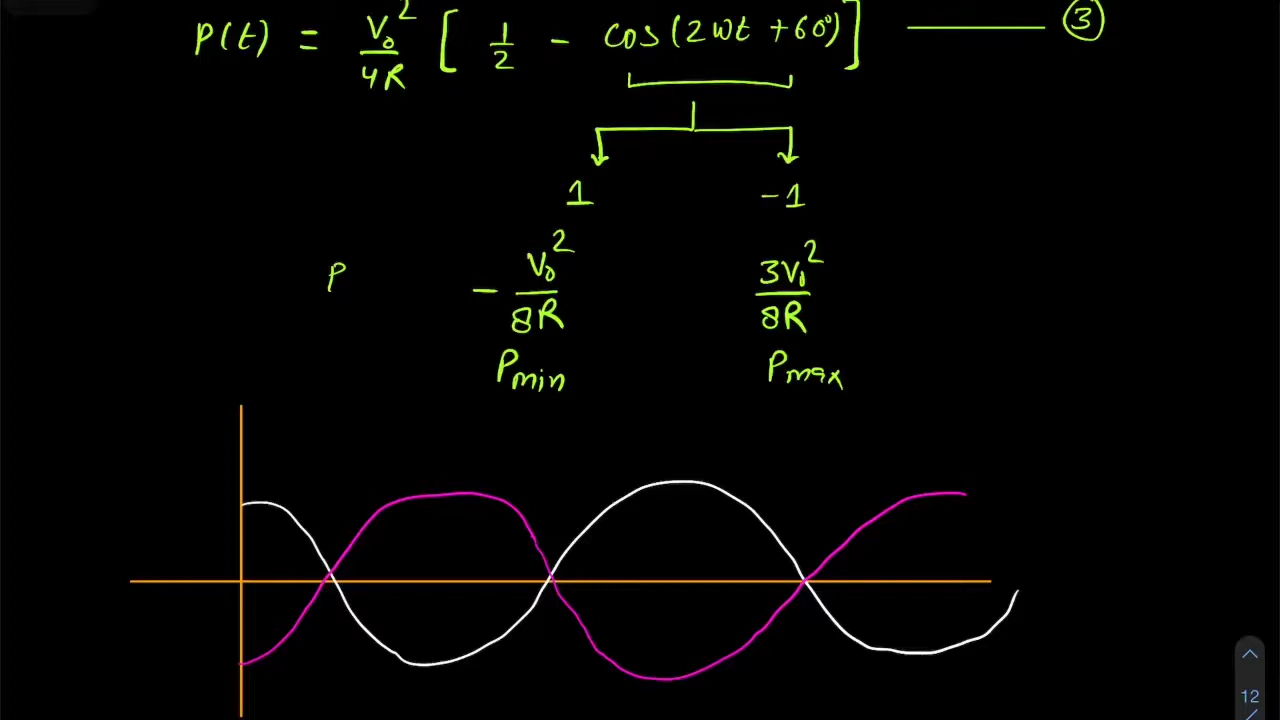 P(t) = V₀²/4R [ 1/2 - cos(2ωt + 60°) ] ——— ③
1 -1
P - V₀²/8R 3V₀²/8R
Pmin Pmax
12